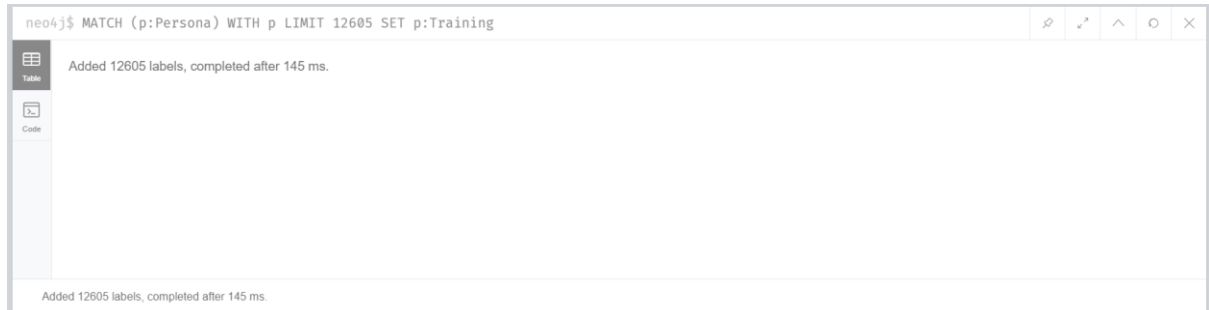 neo4j$ MATCH (p:Persona) WITH p LIMIT 12605 SET p:Training
Table
Added 12605 labels, completed after 145 ms.
Code
Added 12605 labels, completed after 145 ms.